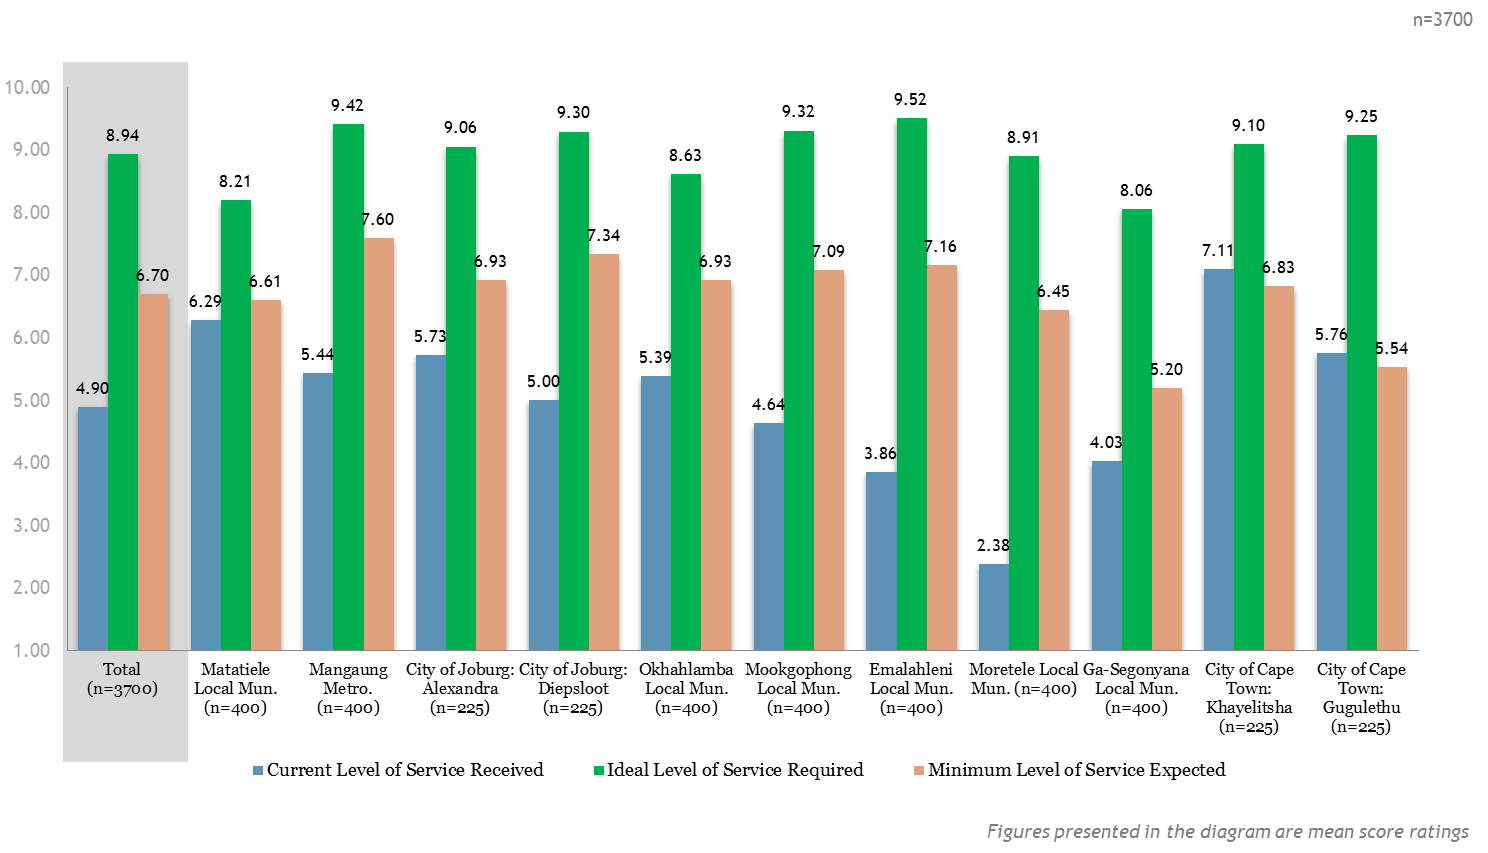 n=3700
10.00
9.00
8.00
7.00
6.00
5.00
4.00
3.00
2.00
1.00
4.90 8.94 6.70
6.29 8.21 6.61
5.44 9.42 7.60
5.73 9.06 6.93
5.00 9.30 7.34
5.39 8.63 6.93
4.64 9.32 7.09
3.86 9.52 7.16
2.38 8.91 6.45
4.03 8.06 5.20
7.11 9.10 6.83
5.76 9.25 5.54
Total
(n=3700)
Matatiele
Local Mun.
(n=400)
Mangaung
Metro.
(n=400)
City of Joburg:
Alexandra
(n=225)
City of Joburg:
Diepsloot
(n=225)
Okhahlamba
Local Mun.
(n=400)
Mookgophong
Local Mun.
(n=400)
Emalahleni
Local Mun.
(n=400)
Moretele Local
Mun. (n=400)
Ga-Segonyana
Local Mun.
(n=400)
City of Cape
Town:
Khayelitsha
(n=225)
City of Cape
Town:
Gugulethu
(n=225)
Current Level of Service Received
Ideal Level of Service Required
Minimum Level of Service Expected
Figures presented in the diagram are mean score ratings